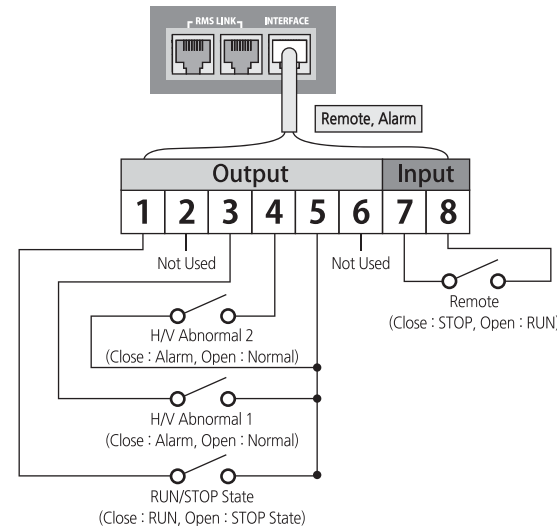 RMS LINK
INTERFACE
Remote, Alarm
Output
Input
1 2 3 4 5 6 7 8
Not Used
Not Used
Remote
(Close : STOP, Open : RUN)
H/V Abnormal 2
(Close : Alarm, Open : Normal)
H/V Abnormal 1
(Close : Alarm, Open : Normal)
RUN/STOP State
(Close : RUN, Open : STOP State)